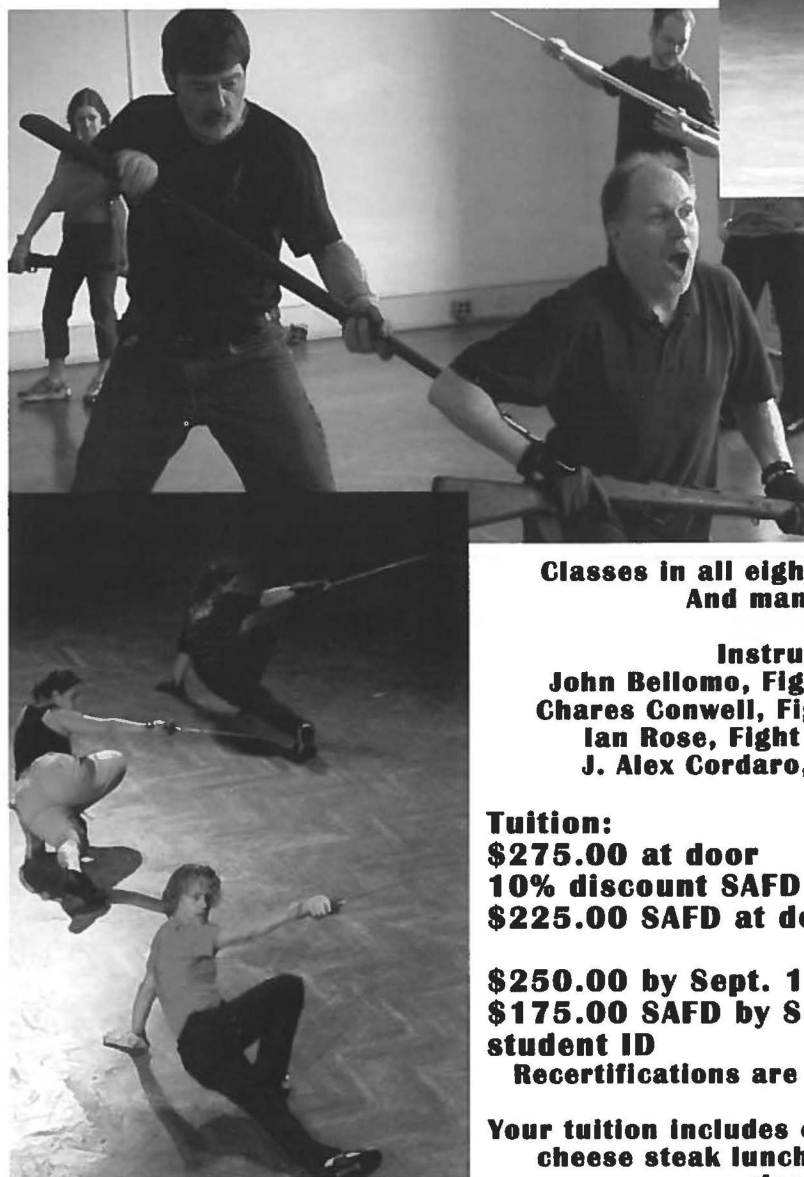 Classes in all eigh
And man
Instru
John Bellomo, Fig
Chares Conwell, Fig
Ian Rose, Fight
J. Alex Cordaro,
Tuition:
$275.00 at door
10% discount SAFD
$225.00 SAFD at d
$250.00 by Sept. 1
$175.00 SAFD by S
student ID
Recertifications are
Your tuition includes
cheese steak lunch